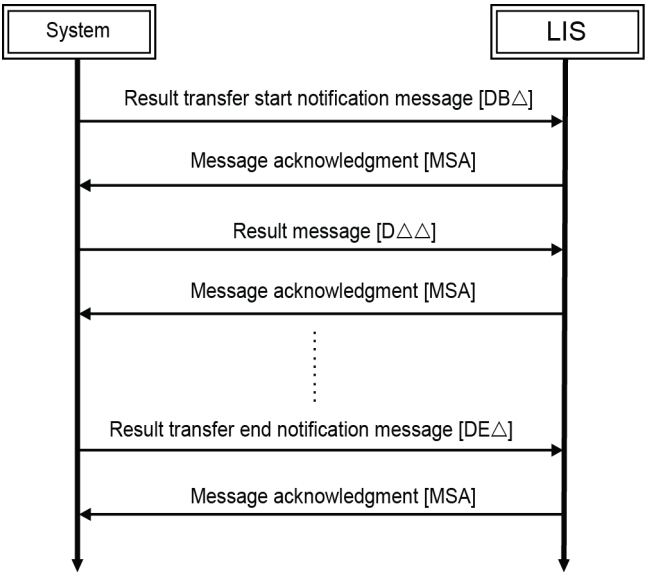 System
LIS
Result transfer start notification message [DB△]
Message acknowledgment [MSA]
Result message [D△△]
Message acknowledgment [MSA]
Result transfer end notification message [DE△]
Message acknowledgment [MSA]